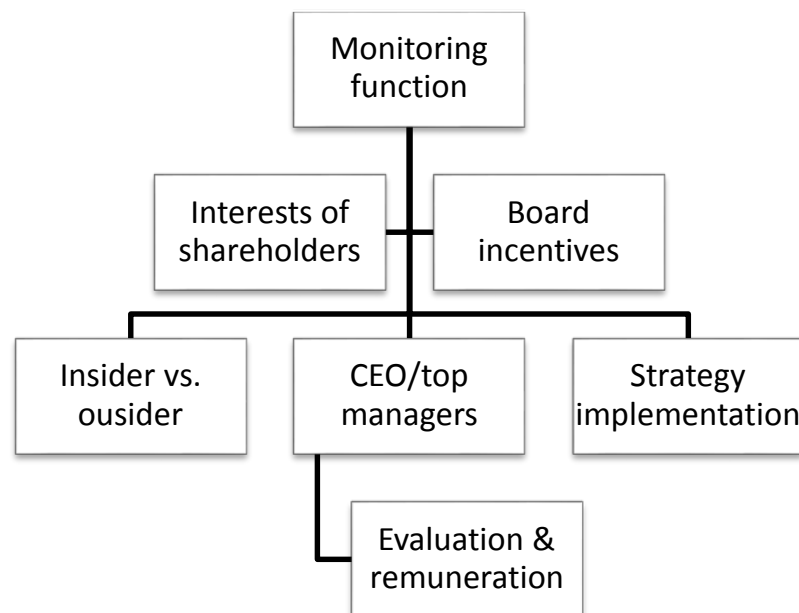 Monitoring
function
Interests of
shareholders
Board
incentives
Insider vs.
ousider
CEO/top
managers
Strategy
implementation
Evaluation &
remuneration